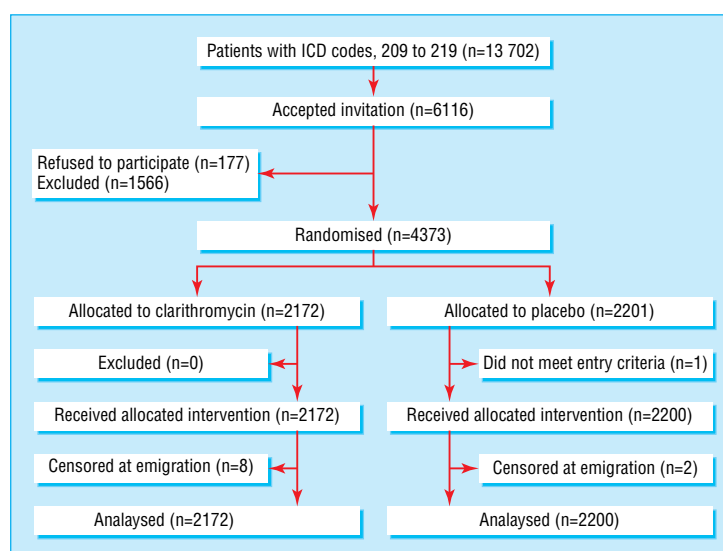 Patients with ICD codes, 209 to 219 (n=13 702)
Accepted invitation (n=6116)
Refused to participate (n=177)
Excluded (n=1566)
Randomised (n=4373)
Allocated to clarithromycin (n=2172)
Allocated to placebo (n=2201)
Excluded (n=0)
Did not meet entry criteria (n=1)
Received allocated intervention (n=2172)
Received allocated intervention (n=2200)
Censored at emigration (n=8)
Censored at emigration (n=2)
Analaysed (n=2172)
Analysed (n=2200)